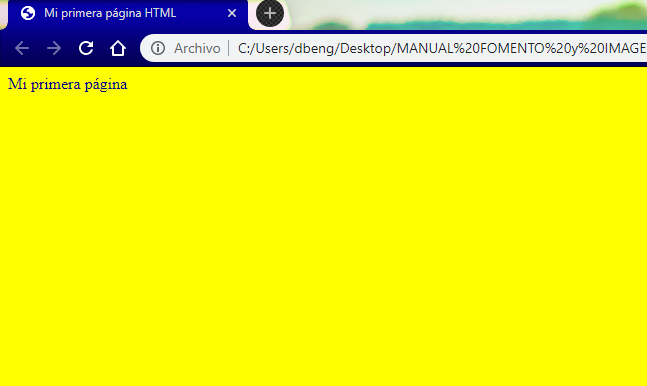 Mi primera página HTML
Archivo | C:/Users/dbeng/Desktop/MANUAL%20FOMENTO%20y%20IMAGE
Mi primera página